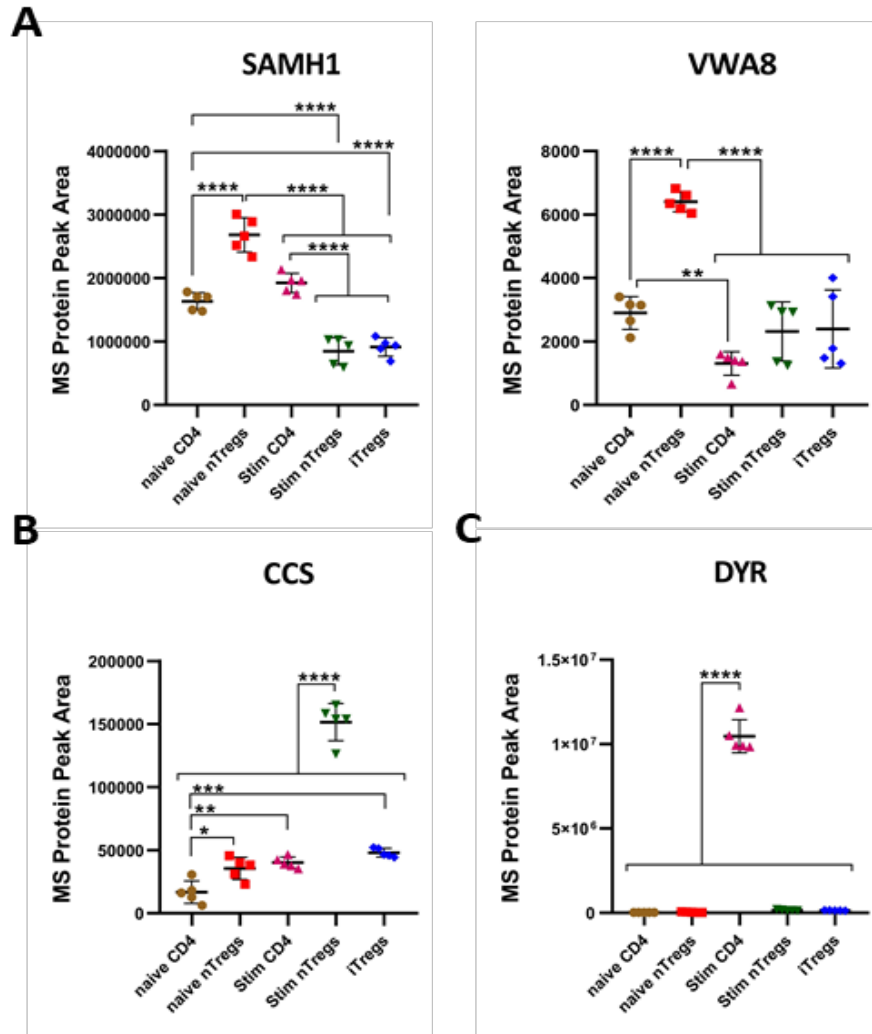 A
SAMH1
MS Protein Peak Area
4000000
3000000
2000000
1000000
0
****
****
****
****
****
naive CD4
naive nTregs
Stim CD4
Stim nTregs
iTregs
VWA8
MS Protein Peak Area
8000
6000
4000
2000
0
****
****
**
naive CD4
naive nTregs
Stim CD4
Stim nTregs
iTregs
B
CCS
MS Protein Peak Area
200000
150000
100000
50000
0
****
***
**
*
naive CD4
naive nTregs
Stim CD4
Stim nTregs
iTregs
C
DYR
MS Protein Peak Area
1.5×10⁷
1×10⁷
5×10⁶
0
****
naive CD4
naive nTregs
Stim CD4
Stim nTregs
iTregs